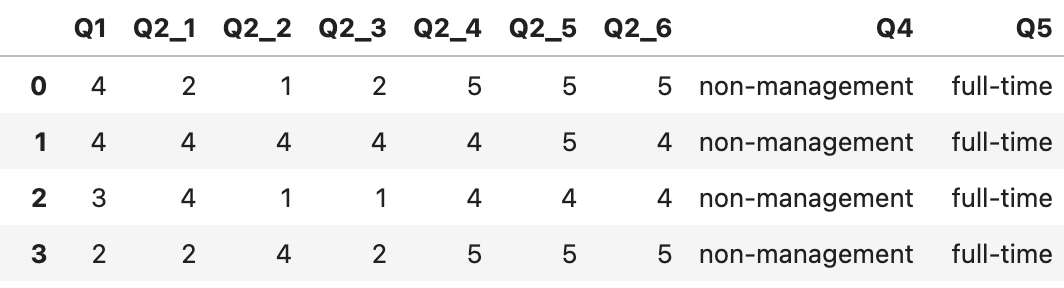 Q1 Q2_1 Q2_2 Q2_3 Q2_4 Q2_5 Q2_6 Q4 Q5
0 4 2 1 2 5 5 5 non-management full-time
1 4 4 4 4 4 5 4 non-management full-time
2 3 4 1 1 4 4 4 non-management full-time
3 2 2 4 2 5 5 5 non-management full-time